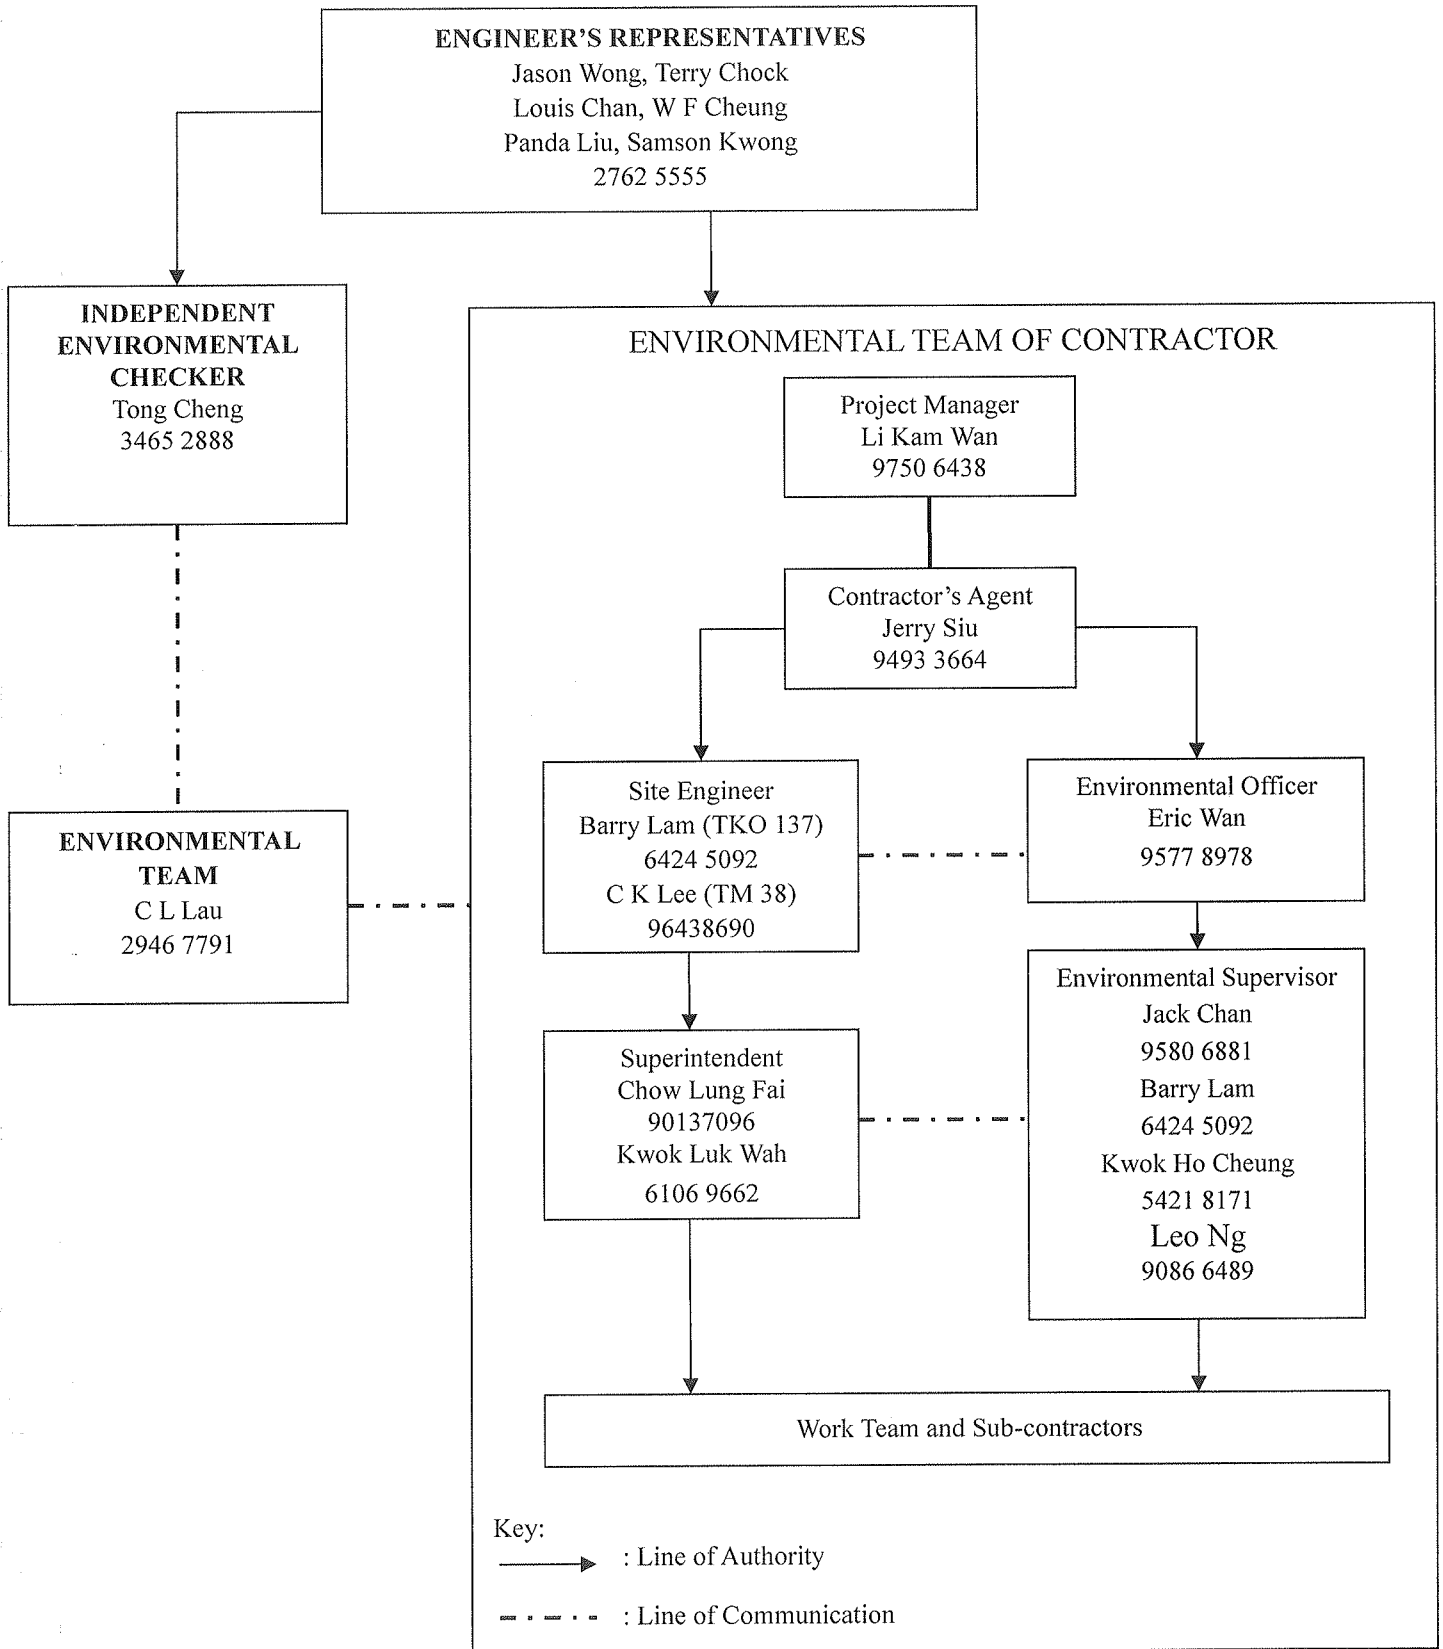 ENGINEER’S REPRESENTATIVES
Jason Wong, Terry Chock
Louis Chan, W F Cheung
Panda Liu, Samson Kwong
2762 5555
INDEPENDENT
ENVIRONMENTAL
CHECKER
Tong Cheng
3465 2888
ENVIRONMENTAL
TEAM
C L Lau
2946 7791
ENVIRONMENTAL TEAM OF CONTRACTOR
Project Manager
Li Kam Wan
9750 6438
Contractor’s Agent
Jerry Siu
9493 3664
Site Engineer
Barry Lam (TKO 137)
6424 5092
C K Lee (TM 38)
96438690
Environmental Officer
Eric Wan
9577 8978
Superintendent
Chow Lung Fai
90137096
Kwok Luk Wah
6106 9662
Environmental Supervisor
Jack Chan
9580 6881
Barry Lam
6424 5092
Kwok Ho Cheung
5421 8171
Leo Ng
9086 6489
Work Team and Sub-contractors
Key:
: Line of Authority
: Line of Communication